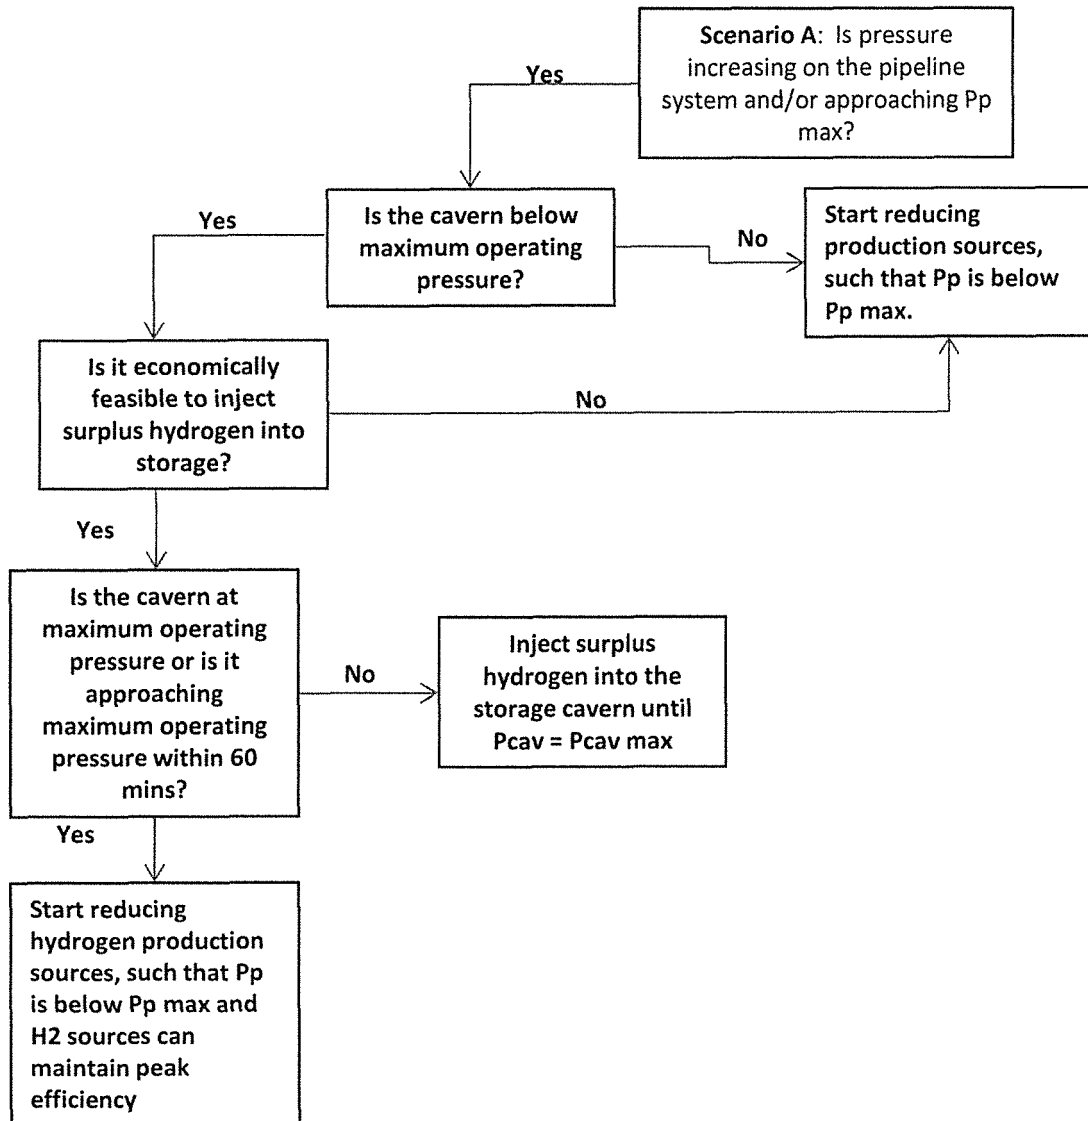 Scenario A: Is pressure
increasing on the pipeline
system and/or approaching Pp
max?
Yes
Is the cavern below
maximum operating
pressure?
Yes
No
Start reducing
production sources,
such that Pp is below
Pp max.
Is it economically
feasible to inject
surplus hydrogen into
storage?
No
Yes
Is the cavern at
maximum operating
pressure or is it
approaching
maximum operating
pressure within 60
mins?
No
Inject surplus
hydrogen into the
storage cavern until
Pcav = Pcav max
Yes
Start reducing
hydrogen production
sources, such that Pp
is below Pp max and
H2 sources can
maintain peak
efficiency